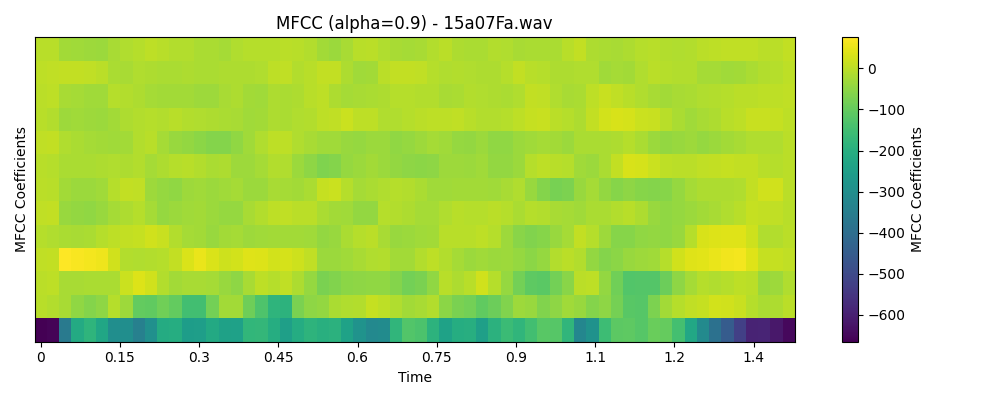 MFCC (alpha=0.9) - 15a07Fa.wav
MFCC Coefficients
0 0.15 0.3 0.45 0.6 0.75 0.9 1.1 1.2 1.4
Time
0
−100
−200
−300
−400
−500
−600
MFCC Coefficients